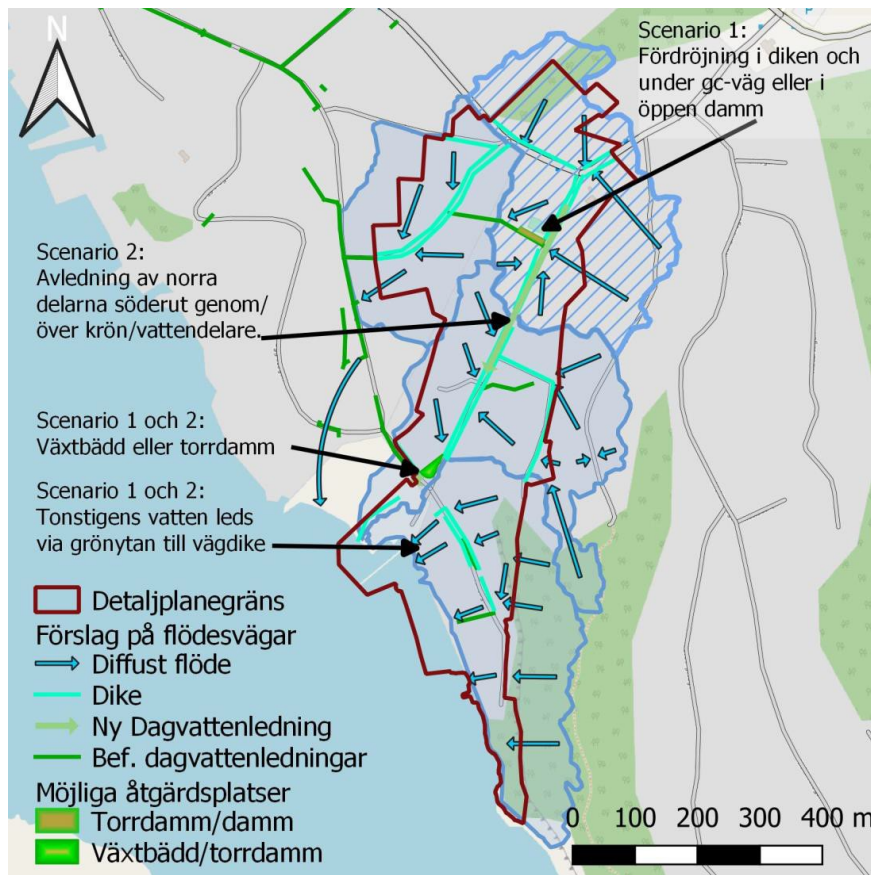 N
Scenario 1:
Fördröjning i diken och
under gc-väg eller i
öppen damm
Scenario 2:
Avledning av norra
delarna söderut genom/
över krön/vattendelare.
Scenario 1 och 2:
Växtbädd eller torrdamm
Scenario 1 och 2:
Tonstigens vatten leds
via grönytan till vägdike
Detaljplanegräns
Förslag på flödesvägar
Diffust flöde
Dike
Ny Dagvattenledning
Bef. dagvattenledningar
Möjliga åtgärdsplatser
Torrdamm/damm
Växtbädd/torrdamm
0 100 200 300 400 m